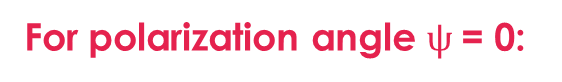 For polarization angle ψ = 0: